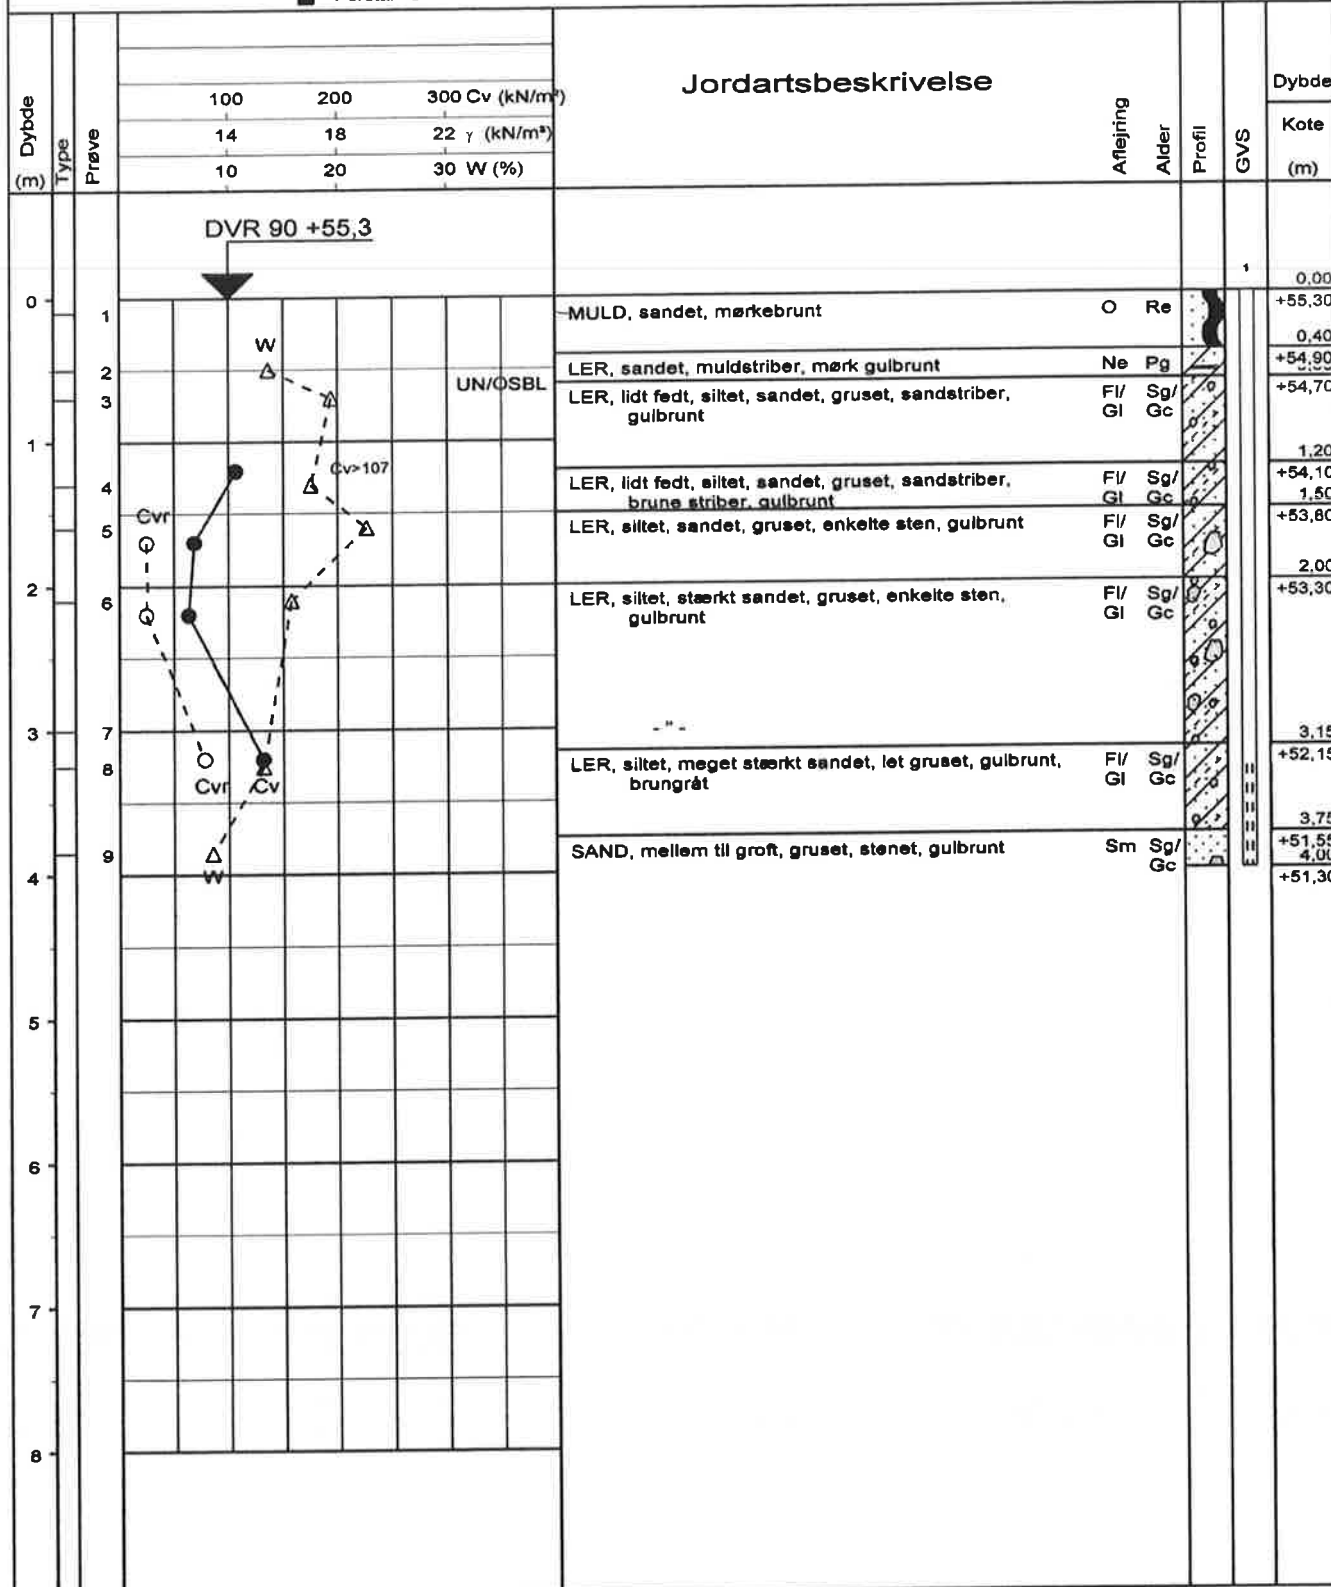 Jordartsbeskrivelse
Dybde
(m)
Type
Prøve
100 200 300 Cv (kN/m²)
14 18 22 γ (kN/m³)
10 20 30 W (%)
Aflejring
Alder
Profil
GVS
Dybde
Kote
(m)
DVR 90 +55,3
1
0,00
0
1
MULD, sandet, mørkebrunt O Re
+55,30
0,40
W
2
LER, sandet, muldstriber, mørk gulbrunt Ne Pg
+54,90
UN/OSBL
3
LER, lidt fedt, siltet, sandet, gruset, sandstriber, Fl/ Sg/
gulbrunt Gl Gc
+54,70
1
1,20
Cv>107
4
LER, lidt fedt, siltet, sandet, gruset, sandstriber, Fl/ Sg/
brune striber, gulbrunt Gl Gc
+54,10
1,50
Cvr
5
LER, siltet, sandet, gruset, enkelte sten, gulbrunt Fl/ Sg/
Gl Gc
+53,80
2,00
2
6
LER, siltet, stærkt sandet, gruset, enkelte sten, Fl/ Sg/
gulbrunt Gl Gc
+53,30
3
7
- " -
3,15
8
LER, siltet, meget stærkt sandet, let gruset, gulbrunt, Fl/ Sg/
brungråt Gl Gc
+52,15
Cvr Cv
3,75
9
SAND, mellem til groft, gruset, stenet, gulbrunt Sm Sg/
Gc
+51,55
4,00
W
4
+51,30
5
6
7
8